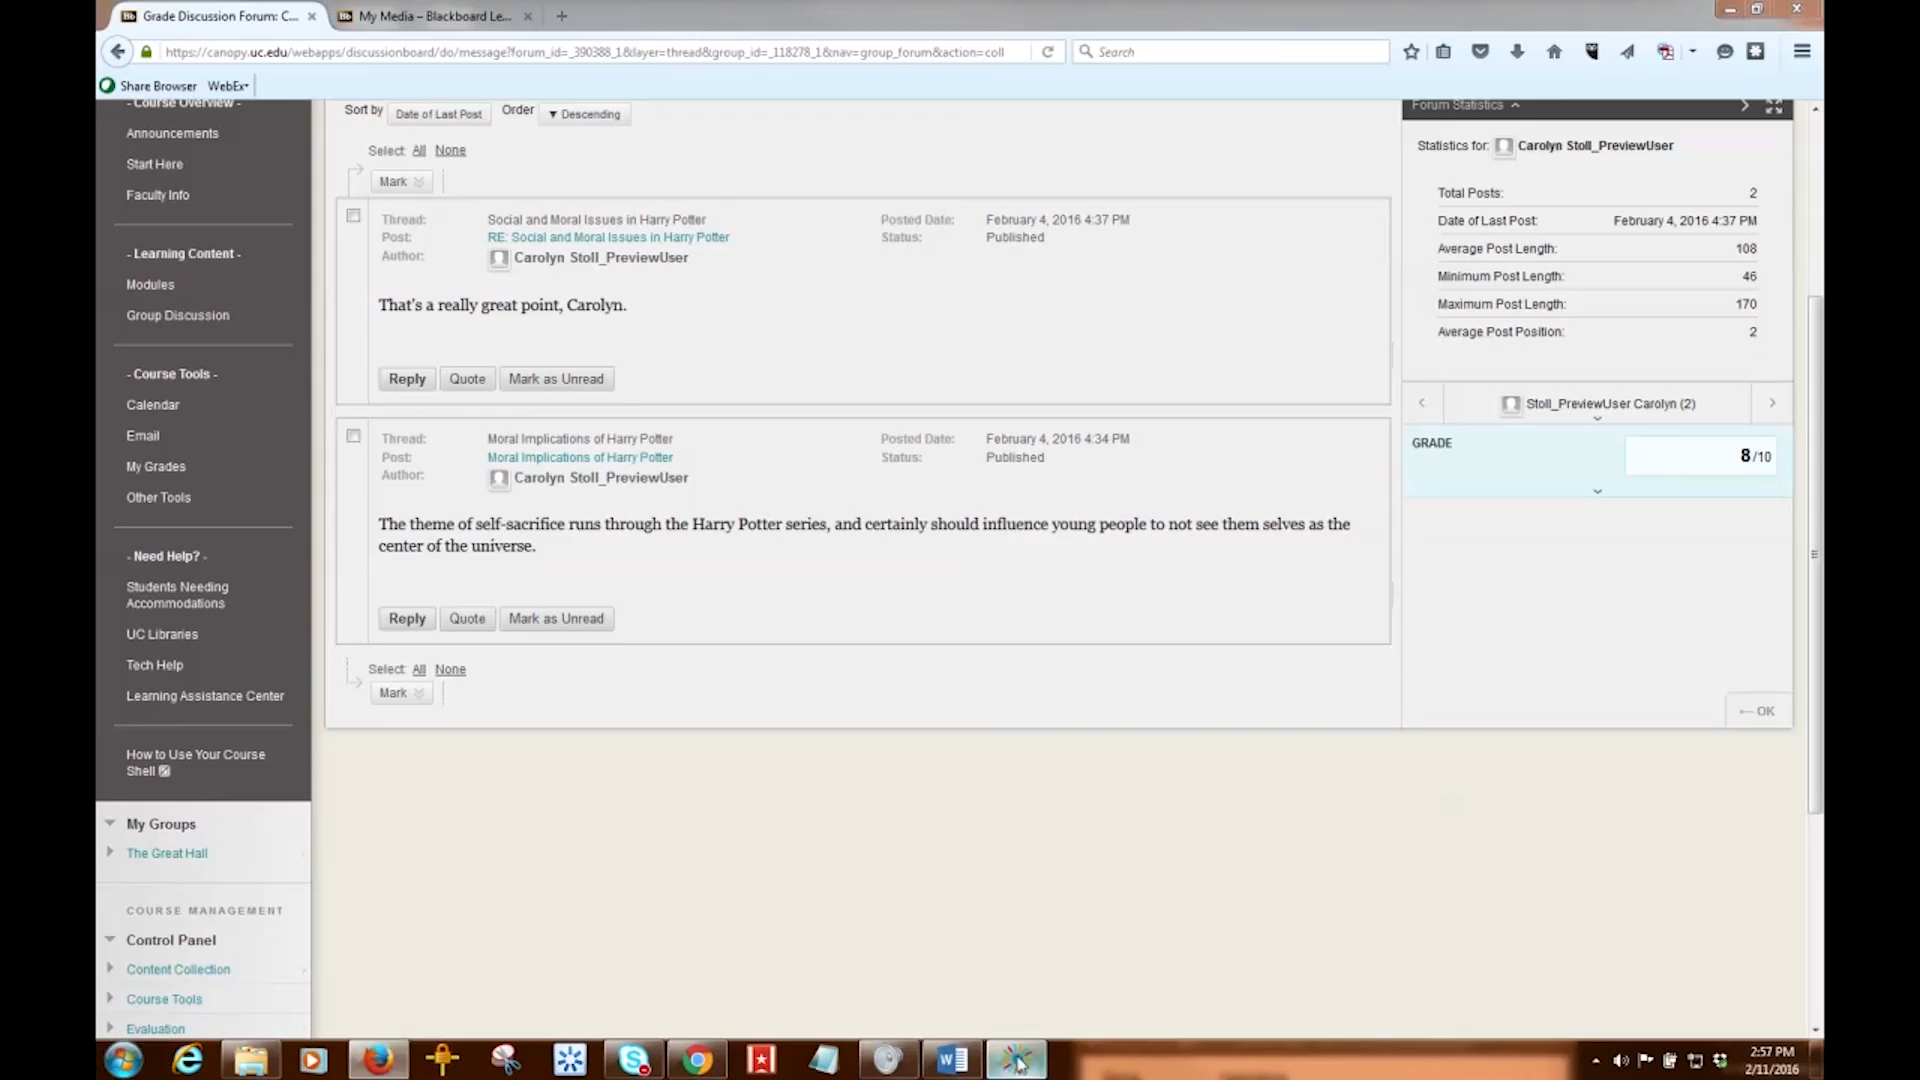 Grade Discussion Forum: C...
My Media – Blackboard Le...
https://canopy.uc.edu/webapps/discussionboard/do/message?forum_id=_390388_1&layer=thread&group_id=_118278_1&nav=group_forum&action=coll
Search
Share Browser WebEx
- Course Overview -
Announcements
Start Here
Faculty Info
- Learning Content -
Modules
Group Discussion
- Course Tools -
Calendar
Email
My Grades
Other Tools
- Need Help? -
Students Needing
Accommodations
UC Libraries
Tech Help
Learning Assistance Center
How to Use Your Course
Shell
My Groups
The Great Hall
COURSE MANAGEMENT
Control Panel
Content Collection
Course Tools
Evaluation
Sort by Date of Last Post Order Descending
Select: All None
Mark
Thread: Social and Moral Issues in Harry Potter Posted Date: February 4, 2016 4:37 PM
Post: RE: Social and Moral Issues in Harry Potter Status: Published
Author: Carolyn Stoll_PreviewUser
That's a really great point, Carolyn.
Reply Quote Mark as Unread
Thread: Moral Implications of Harry Potter Posted Date: February 4, 2016 4:34 PM
Post: Moral Implications of Harry Potter Status: Published
Author: Carolyn Stoll_PreviewUser
The theme of self-sacrifice runs through the Harry Potter series, and certainly should influence young people to not see them selves as the
center of the universe.
Reply Quote Mark as Unread
Select: All None
Mark
Forum Statistics
Statistics for: Carolyn Stoll_PreviewUser
Total Posts: 2
Date of Last Post: February 4, 2016 4:37 PM
Average Post Length: 108
Minimum Post Length: 46
Maximum Post Length: 170
Average Post Position: 2
Stoll_PreviewUser Carolyn (2)
GRADE 8/10
OK
2:57 PM
2/11/2016